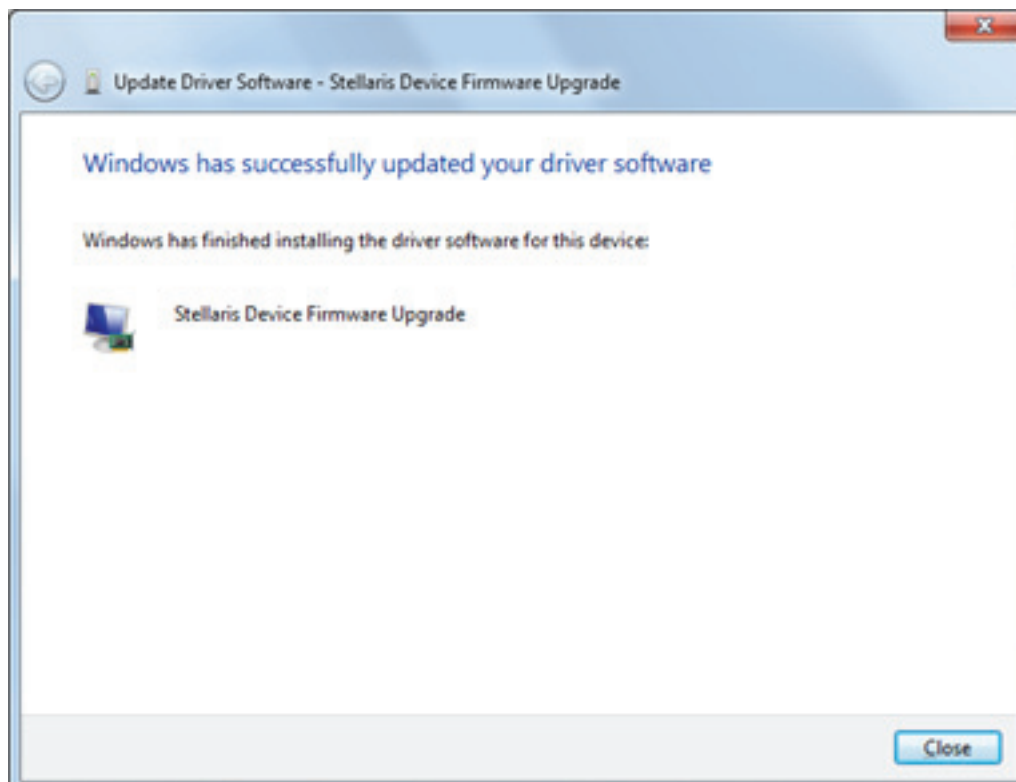 Update Driver Software - Stellaris Device Firmware Upgrade
Windows has successfully updated your driver software
Windows has finished installing the driver software for this device:
Stellaris Device Firmware Upgrade
Close